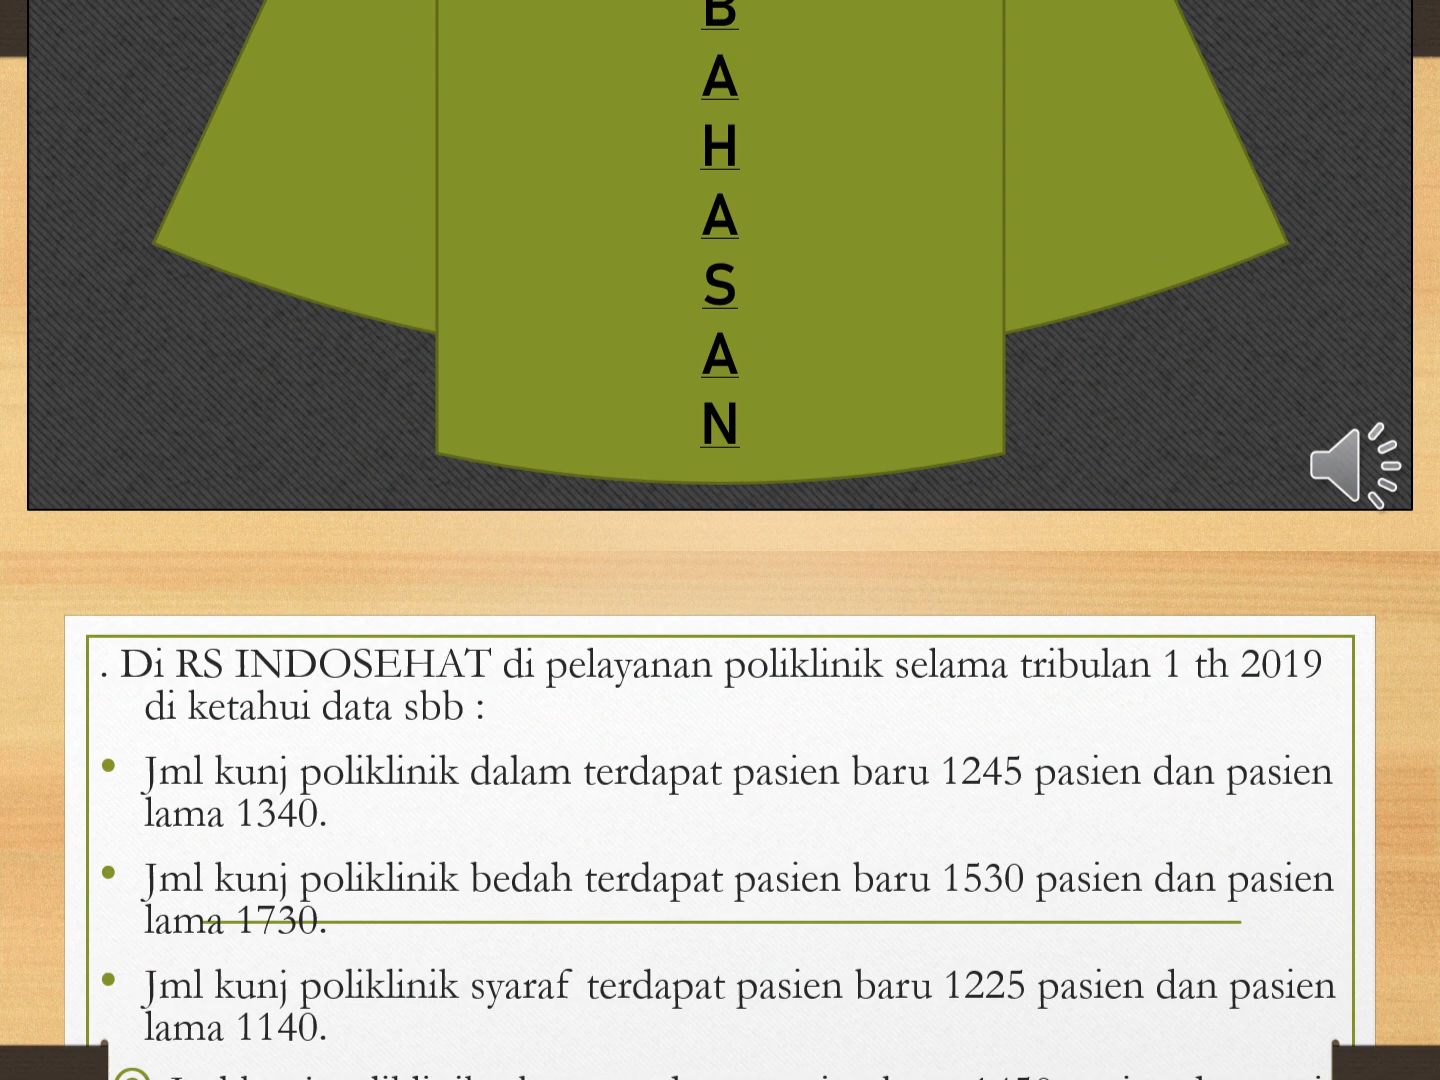 B
A
H
A
S
A
N
. Di RS INDOSEHAT di pelayanan poliklinik selama tribulan 1 th 2019
di ketahui data sbb :
• Jml kunj poliklinik dalam terdapat pasien baru 1245 pasien dan pasien
lama 1340.
• Jml kunj poliklinik bedah terdapat pasien baru 1530 pasien dan pasien
lama 1730.
• Jml kunj poliklinik syaraf terdapat pasien baru 1225 pasien dan pasien
lama 1140.